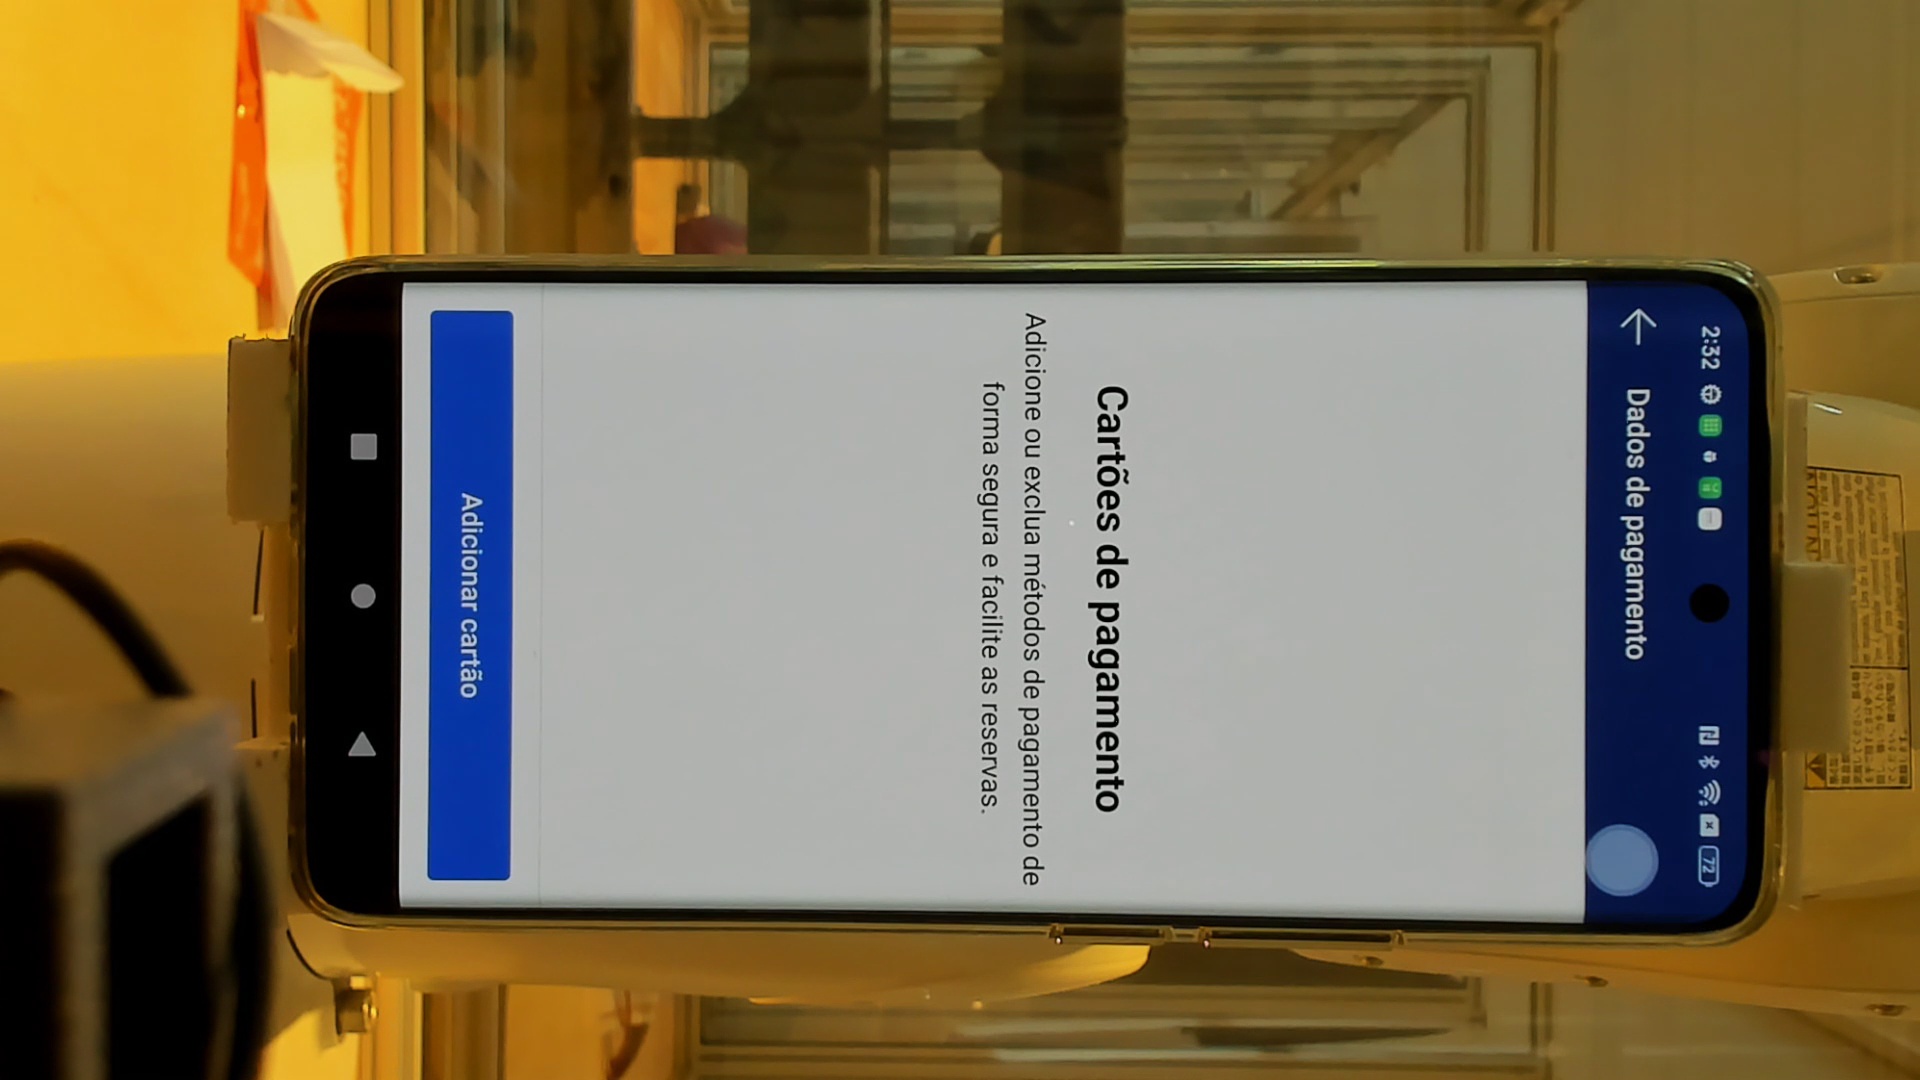 2:32
72
Dados de pagamento
Cartões de pagamento
Adicione ou exclua métodos de pagamento de
forma segura e facilite as reservas.
Adicionar cartão